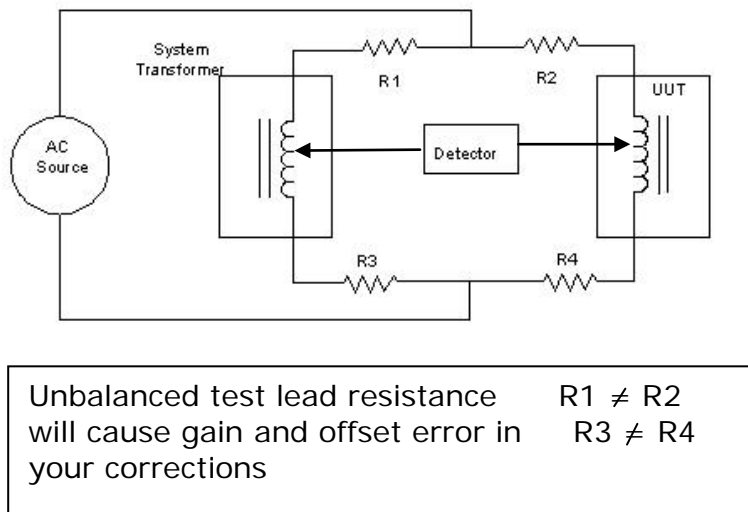 System
Transformer
R1
R2
UUT
AC
Source
Detector
R3
R4
Unbalanced test lead resistance R1 ≠ R2
will cause gain and offset error in R3 ≠ R4
your corrections